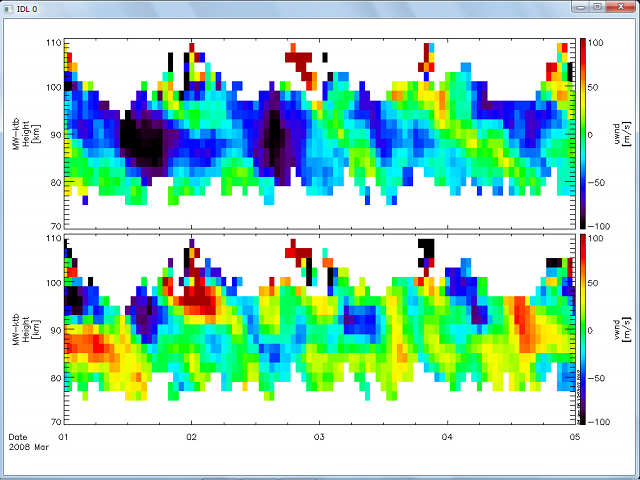 IDL 0
110
100
90
80
70
MW-Ktb
Height
[km]
100
50
0
-50
-100
uwnd
[m/s]
110
100
90
80
70
MW-Ktb
Height
[km]
100
50
0
-50
-100
vwnd
[m/s]
01 02 03 04 05
Date
2008 Mar